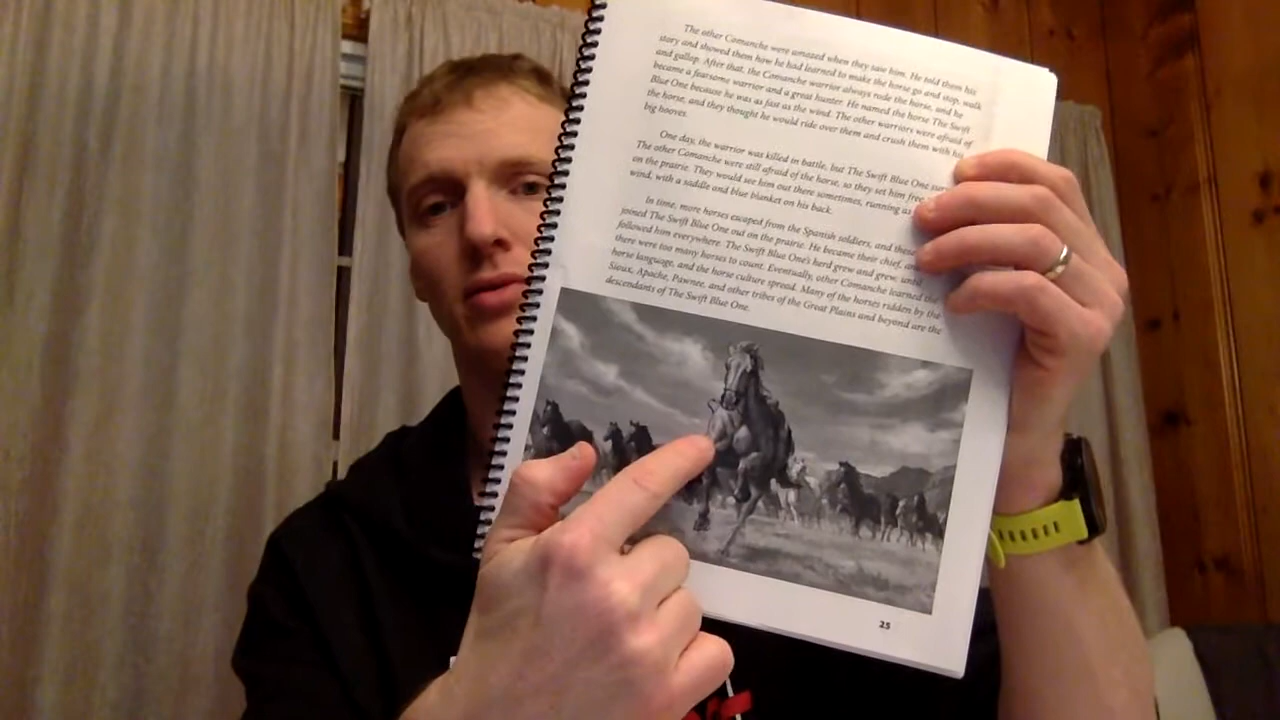 The other Comanche were amazed when they saw him. He told them his
story and showed them how he had learned to make the horse go and stop, walk
and gallop. After that, the Comanche warrior always rode the horse, and he
became a fearsome warrior and a great hunter. He named the horse The Swift
Blue One because he was as fast as the wind. The other warriors were afraid of
the horse, and they thought he would ride over them and crush them with his
big hooves.
One day, the warrior was killed in battle, but The Swift Blue One
The other Comanche were still afraid of the horse, so they set him free
on the prairie. They would see him out there sometimes, running as
wind, with a saddle and blue blanket on his back.
In time, more horses escaped from the Spanish soldiers, and
joined The Swift Blue One out on the prairie. He became their chief,
followed him everywhere. The Swift Blue One's herd grew and grew until
there were too many horses to count. Eventually, other Comanche learned the
horse language, and the horse culture spread. Many of the horses ridden by the
Sioux, Apache, Pawnee, and other tribes of the Great Plains and beyond are the
descendants of The Swift Blue One.
25